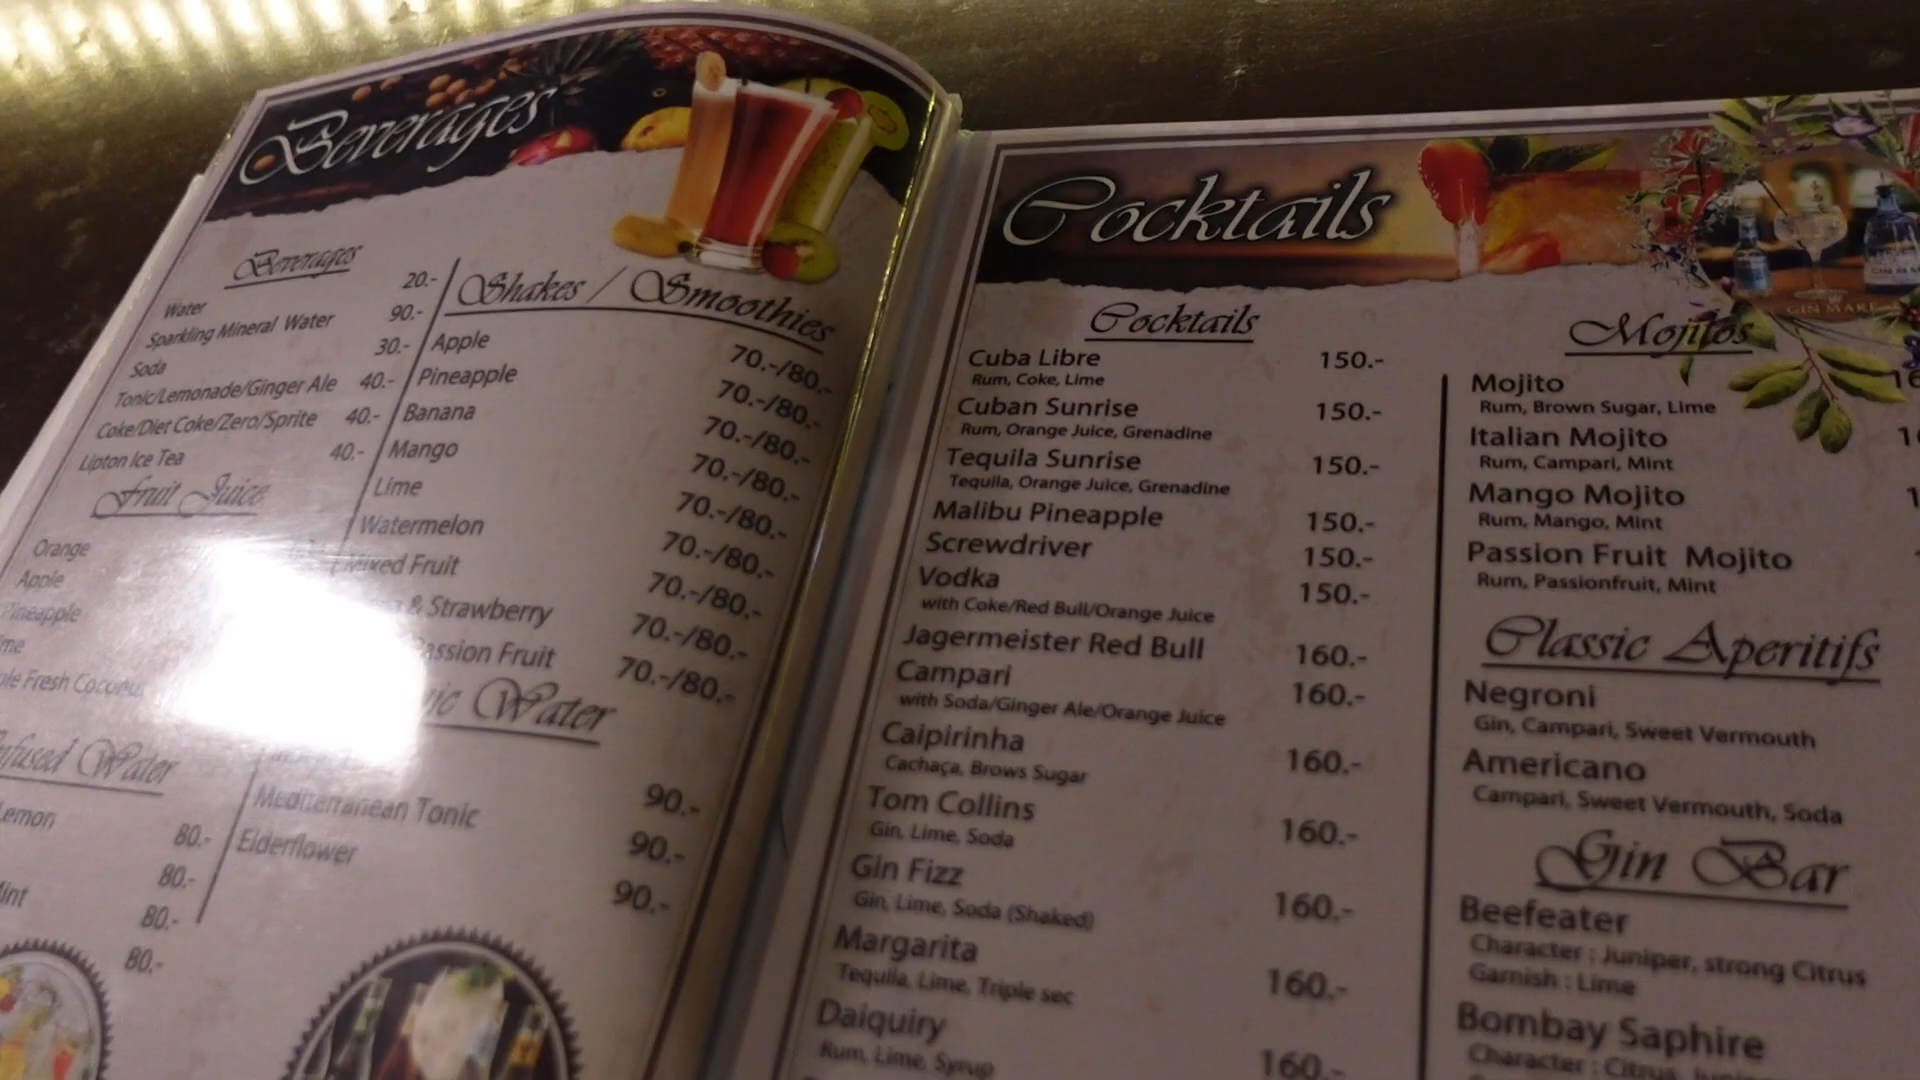 Beverages
Beverages
Water 20.-
Sparkling Mineral Water 90.-
Soda 30.-
Tonic/Lemonade/Ginger Ale 40.-
Coke/Diet Coke/Zero/Sprite 40.-
Lipton Ice Tea 40.-
Fruit Juice
Orange
Apple
Pineapple
Fresh
Water
Lemon 80.-
80.-
80.-
80.-
Shakes / Smoothies
Apple 70.-/80.-
Pineapple 70.-/80.-
Banana 70.-/80.-
Mango 70.-/80.-
Lime 70.-/80.-
Watermelon 70.-/80.-
Mixed Fruit 70.-/80.-
& Strawberry 70.-/80.-
Passion Fruit 70.-/80.-
Water
90.-
Mediterranean Tonic 90.-
Elderflower 90.-
Cocktails
Cocktails
Cuba Libre 150.-
Rum, Coke, Lime
Cuban Sunrise 150.-
Rum, Orange Juice, Grenadine
Tequila Sunrise 150.-
Tequila, Orange Juice, Grenadine
Malibu Pineapple 150.-
Screwdriver 150.-
Vodka 150.-
with Coke/Red Bull/Orange Juice
Jagermeister Red Bull 160.-
Campari 160.-
with Soda/Ginger Ale/Orange Juice
Caipirinha 160.-
Cachaça, Brows Sugar
Tom Collins 160.-
Gin, Lime, Soda
Gin Fizz 160.-
Gin, Lime, Soda (Shaked)
Margarita 160.-
Tequila, Lime, Triple sec
Daiquiry 160.-
Rum, Lime, Syrup
GIN MARE
Mojitos
Mojito
Rum, Brown Sugar, Lime
Italian Mojito
Rum, Campari, Mint
Mango Mojito
Rum, Mango, Mint
Passion Fruit Mojito
Rum, Passionfruit, Mint
Classic Aperitifs
Negroni
Gin, Campari, Sweet Vermouth
Americano
Campari, Sweet Vermouth, Soda
Gin Bar
Beefeater
Character : Juniper, strong Citrus
Garnish : Lime
Bombay Saphire
Character : Citrus,